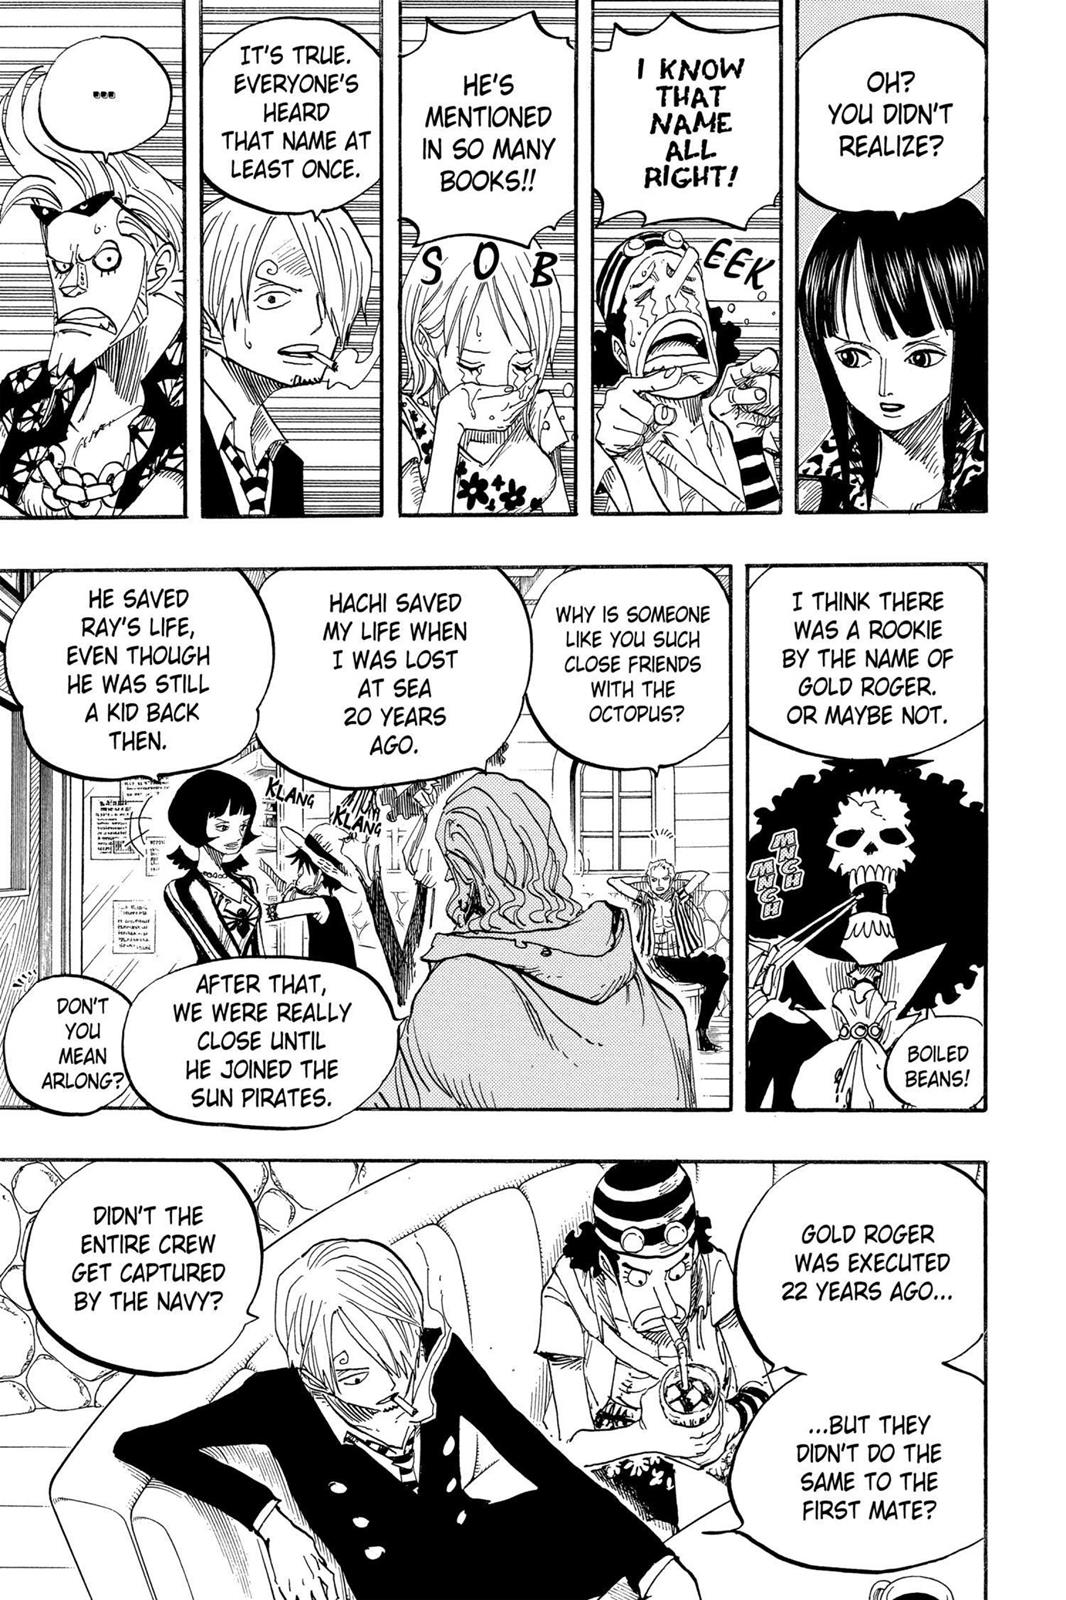 OH?
YOU DIDN'T
REALIZE?
I KNOW
THAT
NAME
ALL
RIGHT!
EEK
HE'S
MENTIONED
IN SO MANY
BOOKS!!
SOB
IT'S TRUE.
EVERYONE'S
HEARD
THAT NAME AT
LEAST ONCE.
...
I THINK THERE
WAS A ROOKIE
BY THE NAME OF
GOLD ROGER.
OR MAYBE NOT.
MNCH
MNCH
BOILED
BEANS!
WHY IS SOMEONE
LIKE YOU SUCH
CLOSE FRIENDS
WITH THE
OCTOPUS?
HACHI SAVED
MY LIFE WHEN
I WAS LOST
AT SEA
20 YEARS
AGO.
HE SAVED
RAY'S LIFE,
EVEN THOUGH
HE WAS STILL
A KID BACK
THEN.
KLANG
KLANG
AFTER THAT,
WE WERE REALLY
CLOSE UNTIL
HE JOINED THE
SUN PIRATES.
DON'T
YOU
MEAN
ARLONG?
GOLD ROGER
WAS EXECUTED
22 YEARS AGO...
...BUT THEY
DIDN'T DO THE
SAME TO THE
FIRST MATE?
DIDN'T THE
ENTIRE CREW
GET CAPTURED
BY THE NAVY?